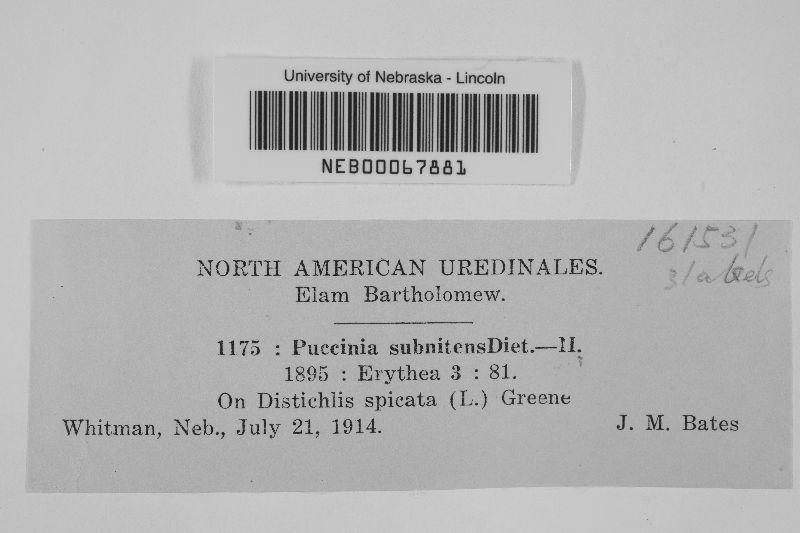 University of Nebraska - Lincoln
NEB00067881
161531
3 labels
NORTH AMERICAN UREDINALES.
Elam Bartholomew.
1175 : Puccinia subnitensDiet.—II.
1895 : Erythea 3 : 81.
On Distichlis spicata (L.) Greene
Whitman, Neb., July 21, 1914.
J. M. Bates